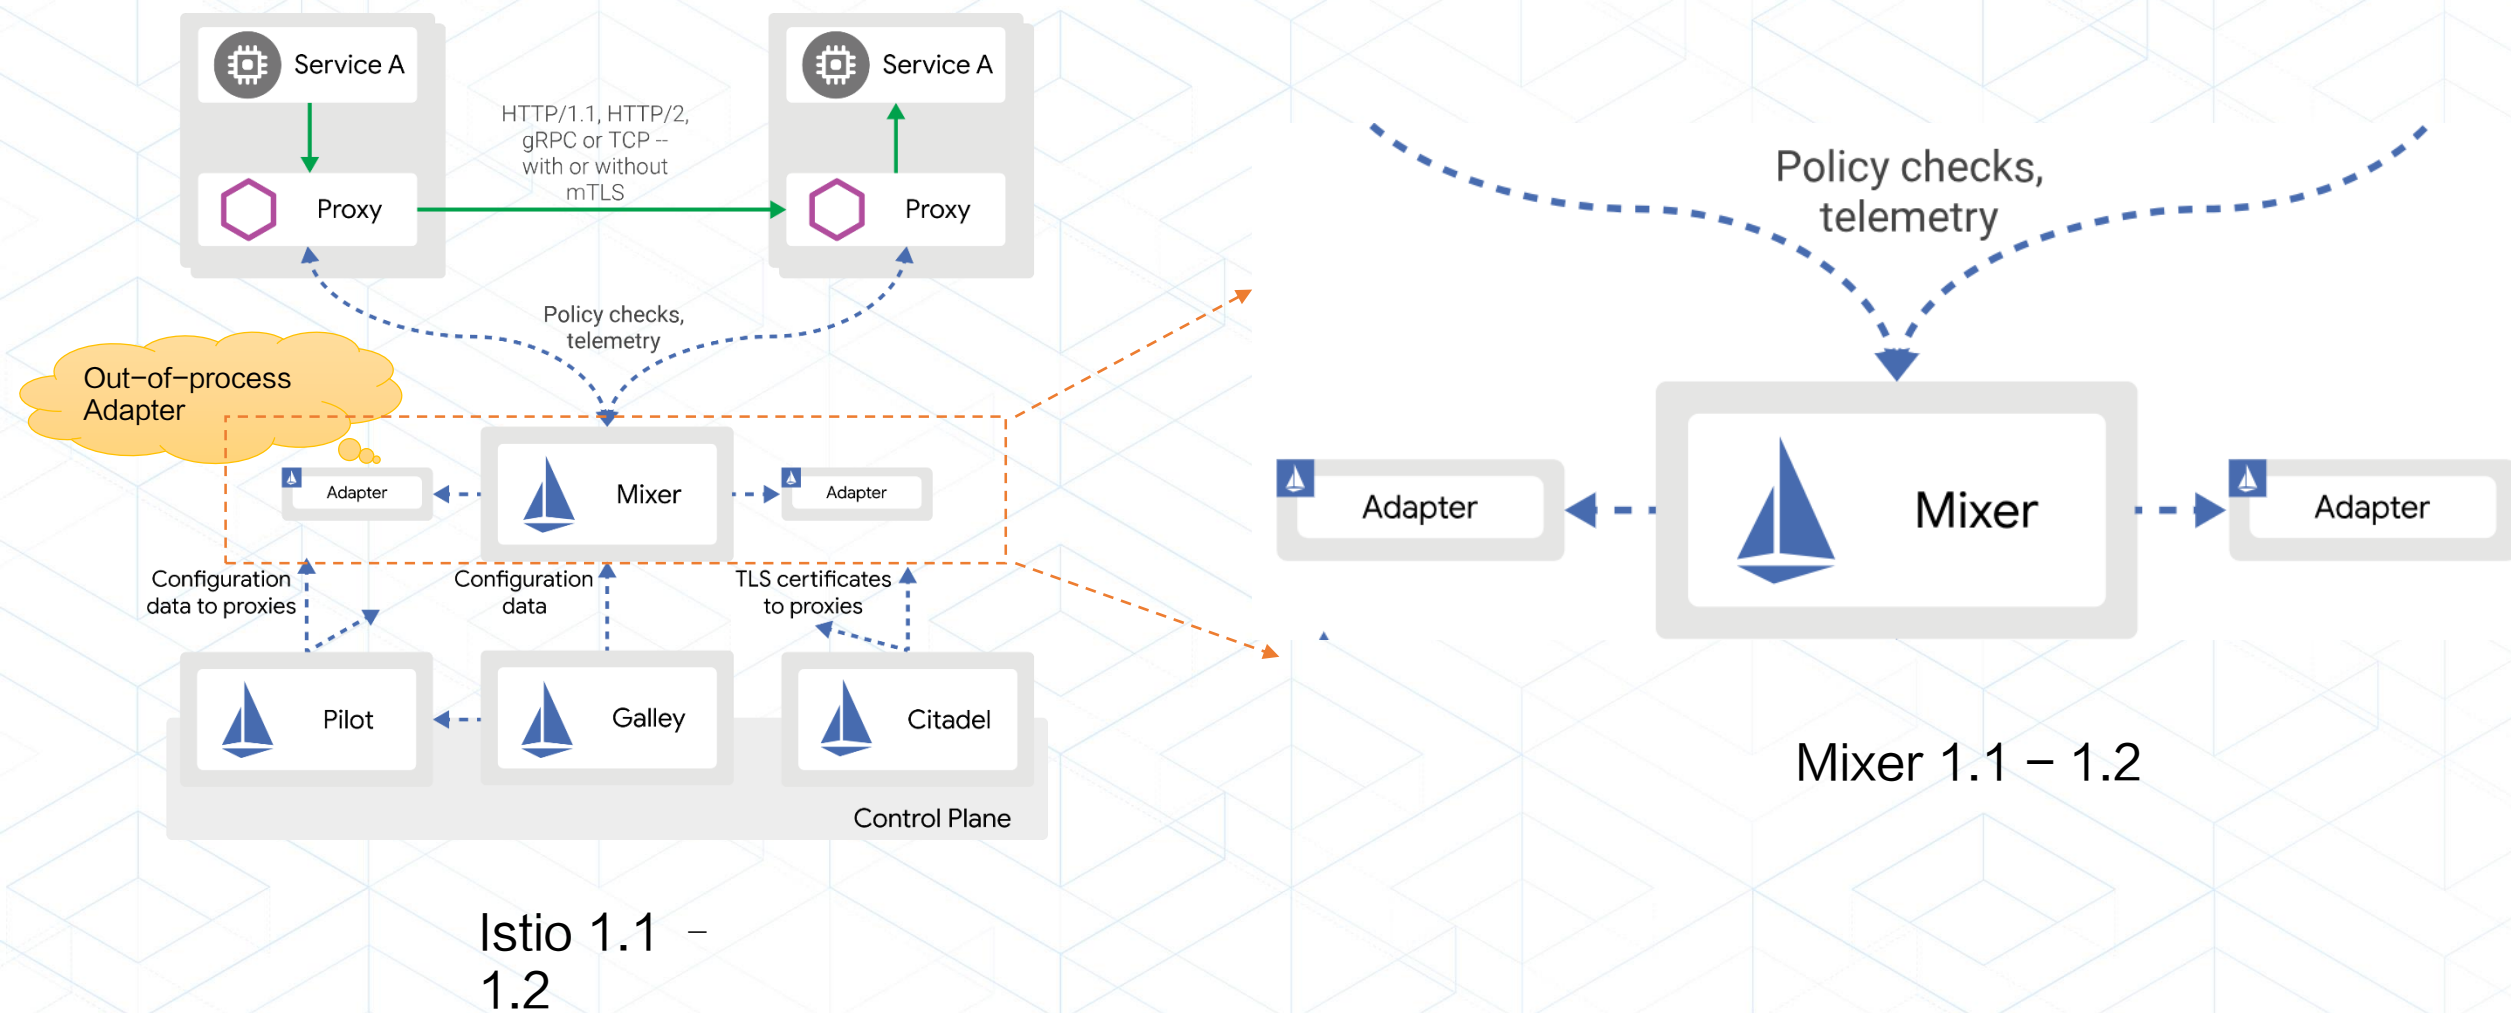 Service A
Service A
HTTP/1.1, HTTP/2,
gRPC or TCP --
with or without
mTLS
Proxy
Proxy
Policy checks,
telemetry
Out-of-process
Adapter
Adapter
Mixer
Adapter
Configuration
data to proxies
Configuration
data
TLS certificates
to proxies
Pilot
Galley
Citadel
Control Plane
Istio 1.1 –
1.2
Policy checks,
telemetry
Adapter
Mixer
Adapter
Mixer 1.1 – 1.2